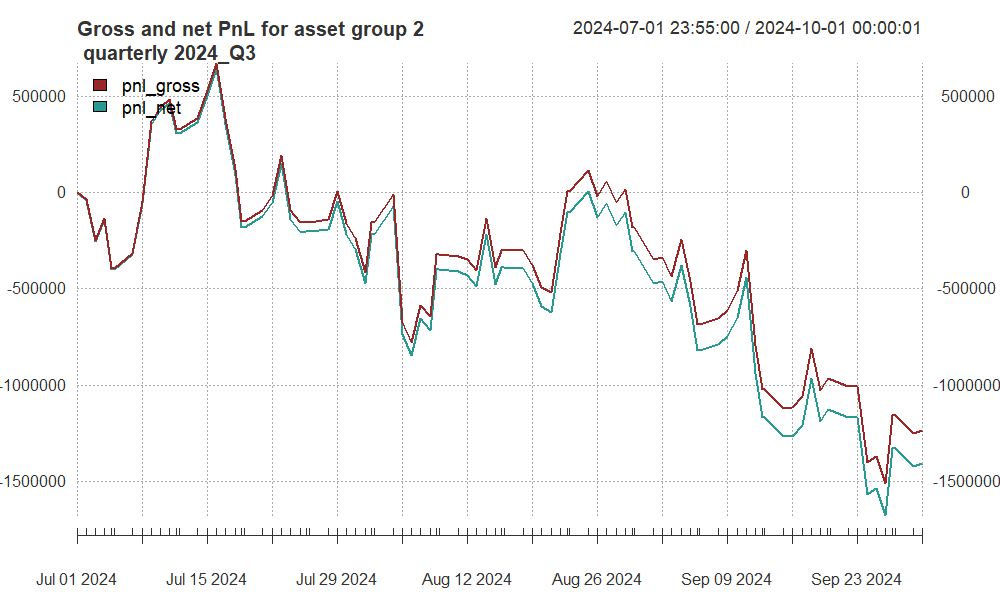 Gross and net PnL for asset group 2
quarterly 2024_Q3
2024-07-01 23:55:00 / 2024-10-01 00:00:01
pnl_gross
pnl_net
500000
0
-500000
-1000000
-1500000
500000
0
-500000
-1000000
-1500000
Jul 01 2024 Jul 15 2024 Jul 29 2024 Aug 12 2024 Aug 26 2024 Sep 09 2024 Sep 23 2024